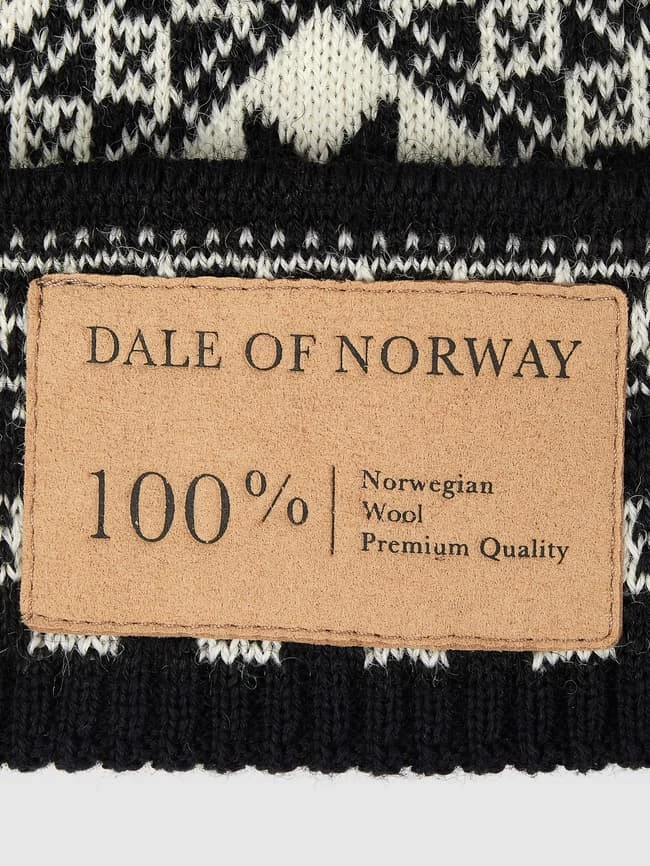 DALE OF NORWAY
100%
Norwegian
Wool
Premium Quality